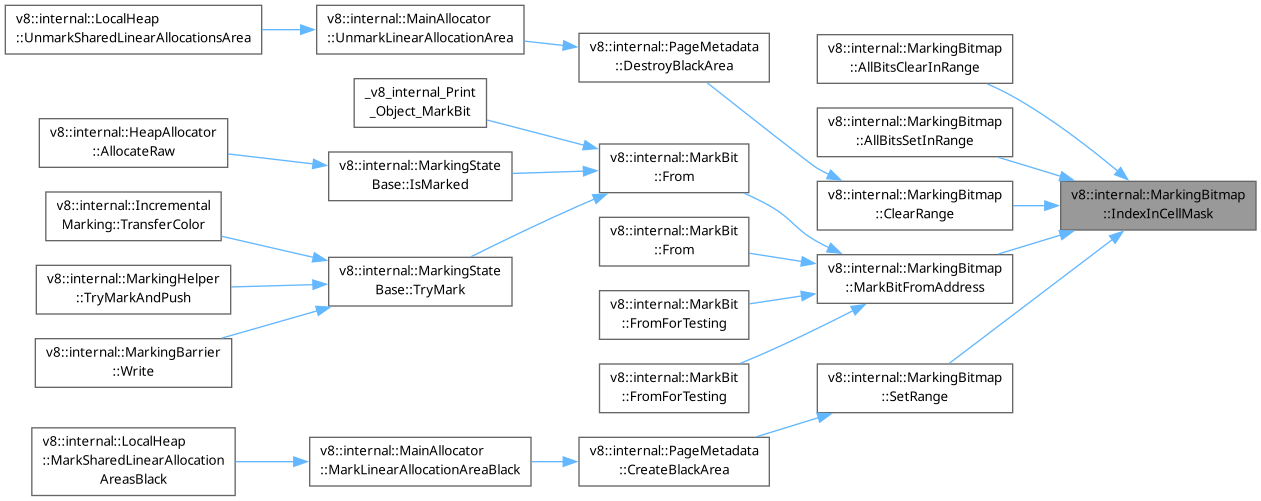 v8::internal::LocalHeap
::UnmarkSharedLinearAllocationsArea
v8::internal::MainAllocator
::UnmarkLinearAllocationArea
v8::internal::PageMetadata
::DestroyBlackArea
v8::internal::MarkingBitmap
::AllBitsClearInRange
_v8_internal_Print
_Object_MarkBit
v8::internal::MarkingBitmap
::AllBitsSetInRange
v8::internal::HeapAllocator
::AllocateRaw
v8::internal::MarkingState
Base::IsMarked
v8::internal::MarkBit
::From
v8::internal::MarkingBitmap
::ClearRange
v8::internal::MarkingBitmap
::IndexInCellMask
v8::internal::Incremental
Marking::TransferColor
v8::internal::MarkBit
::From
v8::internal::MarkingHelper
::TryMarkAndPush
v8::internal::MarkingState
Base::TryMark
v8::internal::MarkingBitmap
::MarkBitFromAddress
v8::internal::MarkBit
::FromForTesting
v8::internal::MarkingBarrier
::Write
v8::internal::MarkBit
::FromForTesting
v8::internal::MarkingBitmap
::SetRange
v8::internal::LocalHeap
::MarkSharedLinearAllocation
AreasBlack
v8::internal::MainAllocator
::MarkLinearAllocationAreaBlack
v8::internal::PageMetadata
::CreateBlackArea